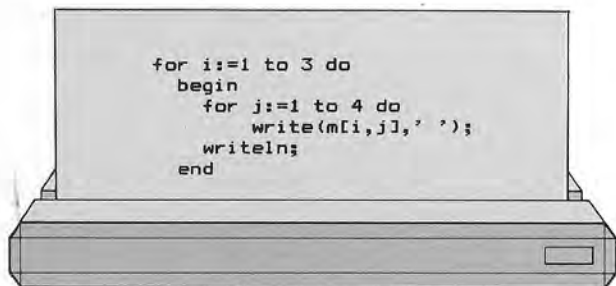 for i:=1 to 3 do
begin
for j:=1 to 4 do
write(m[i,j],' ');
writeln;
end